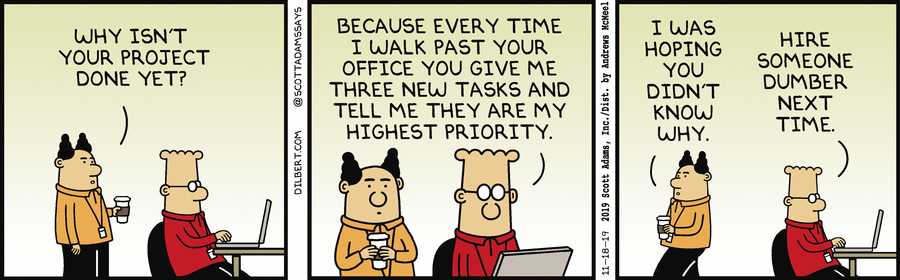 WHY ISN'T
YOUR PROJECT
DONE YET?
DILBERT.COM @SCOTTADAMSSAYS
BECAUSE EVERY TIME
I WALK PAST YOUR
OFFICE YOU GIVE ME
THREE NEW TASKS AND
TELL ME THEY ARE MY
HIGHEST PRIORITY.
11-18-19 2019 Scott Adams, Inc./Dist. by Andrews McMeel
I WAS
HOPING
YOU
DIDN'T
KNOW
WHY.
HIRE
SOMEONE
DUMBER
NEXT
TIME.